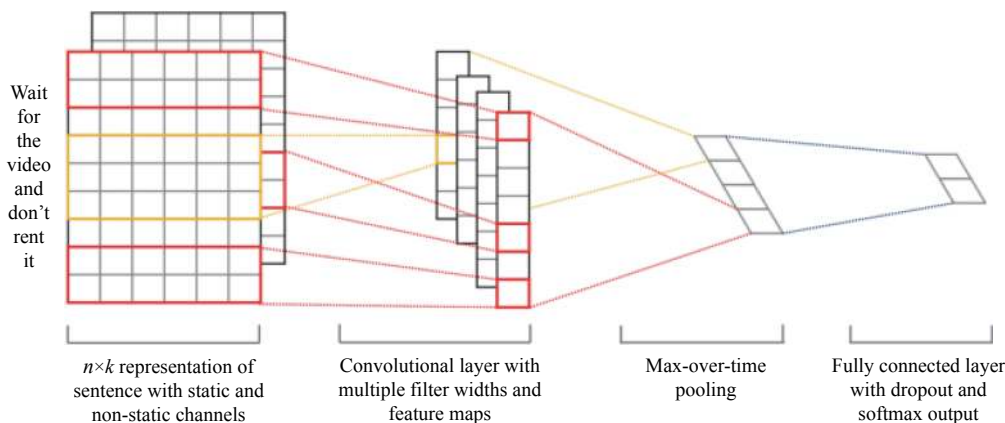 Wait
for
the
video
and
don't
rent
it
n×k representation of
sentence with static and
non-static channels
Convolutional layer with
multiple filter widths and
feature maps
Max-over-time
pooling
Fully connected layer
with dropout and
softmax output